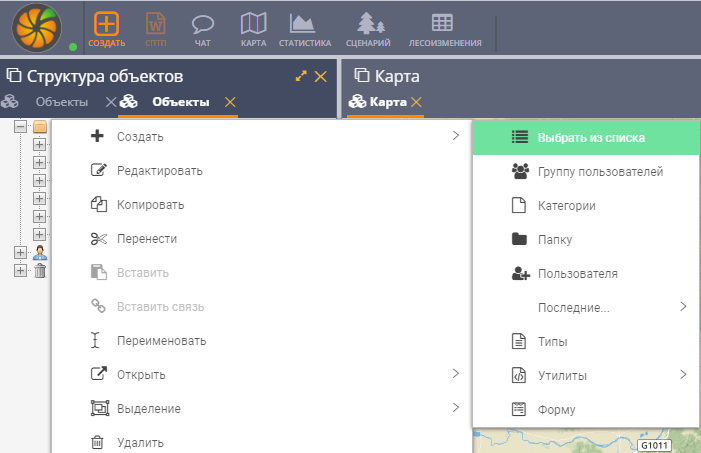 СОЗДАТЬ СПТП ЧАТ КАРТА СТАТИСТИКА СЦЕНАРИЙ ЛЕСОИЗМЕНЕНИЯ
Структура объектов
Карта
Объекты Объекты
Карта
Создать
Редактировать
Копировать
Перенести
Вставить
Вставить связь
Переименовать
Открыть
Выделение
Удалить
Выбрать из списка
Группу пользователей
Категории
Папку
Пользователя
Последние...
Типы
Утилиты
Форму
G1011